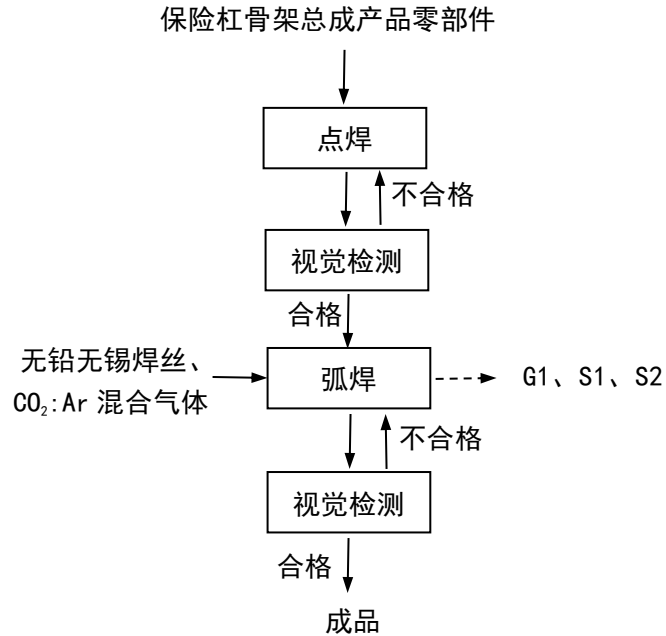 保险杠骨架总成产品零部件
点焊
不合格
视觉检测
合格
无铅无锡焊丝、
CO₂:Ar 混合气体
弧焊
G1、S1、S2
不合格
视觉检测
合格
成品